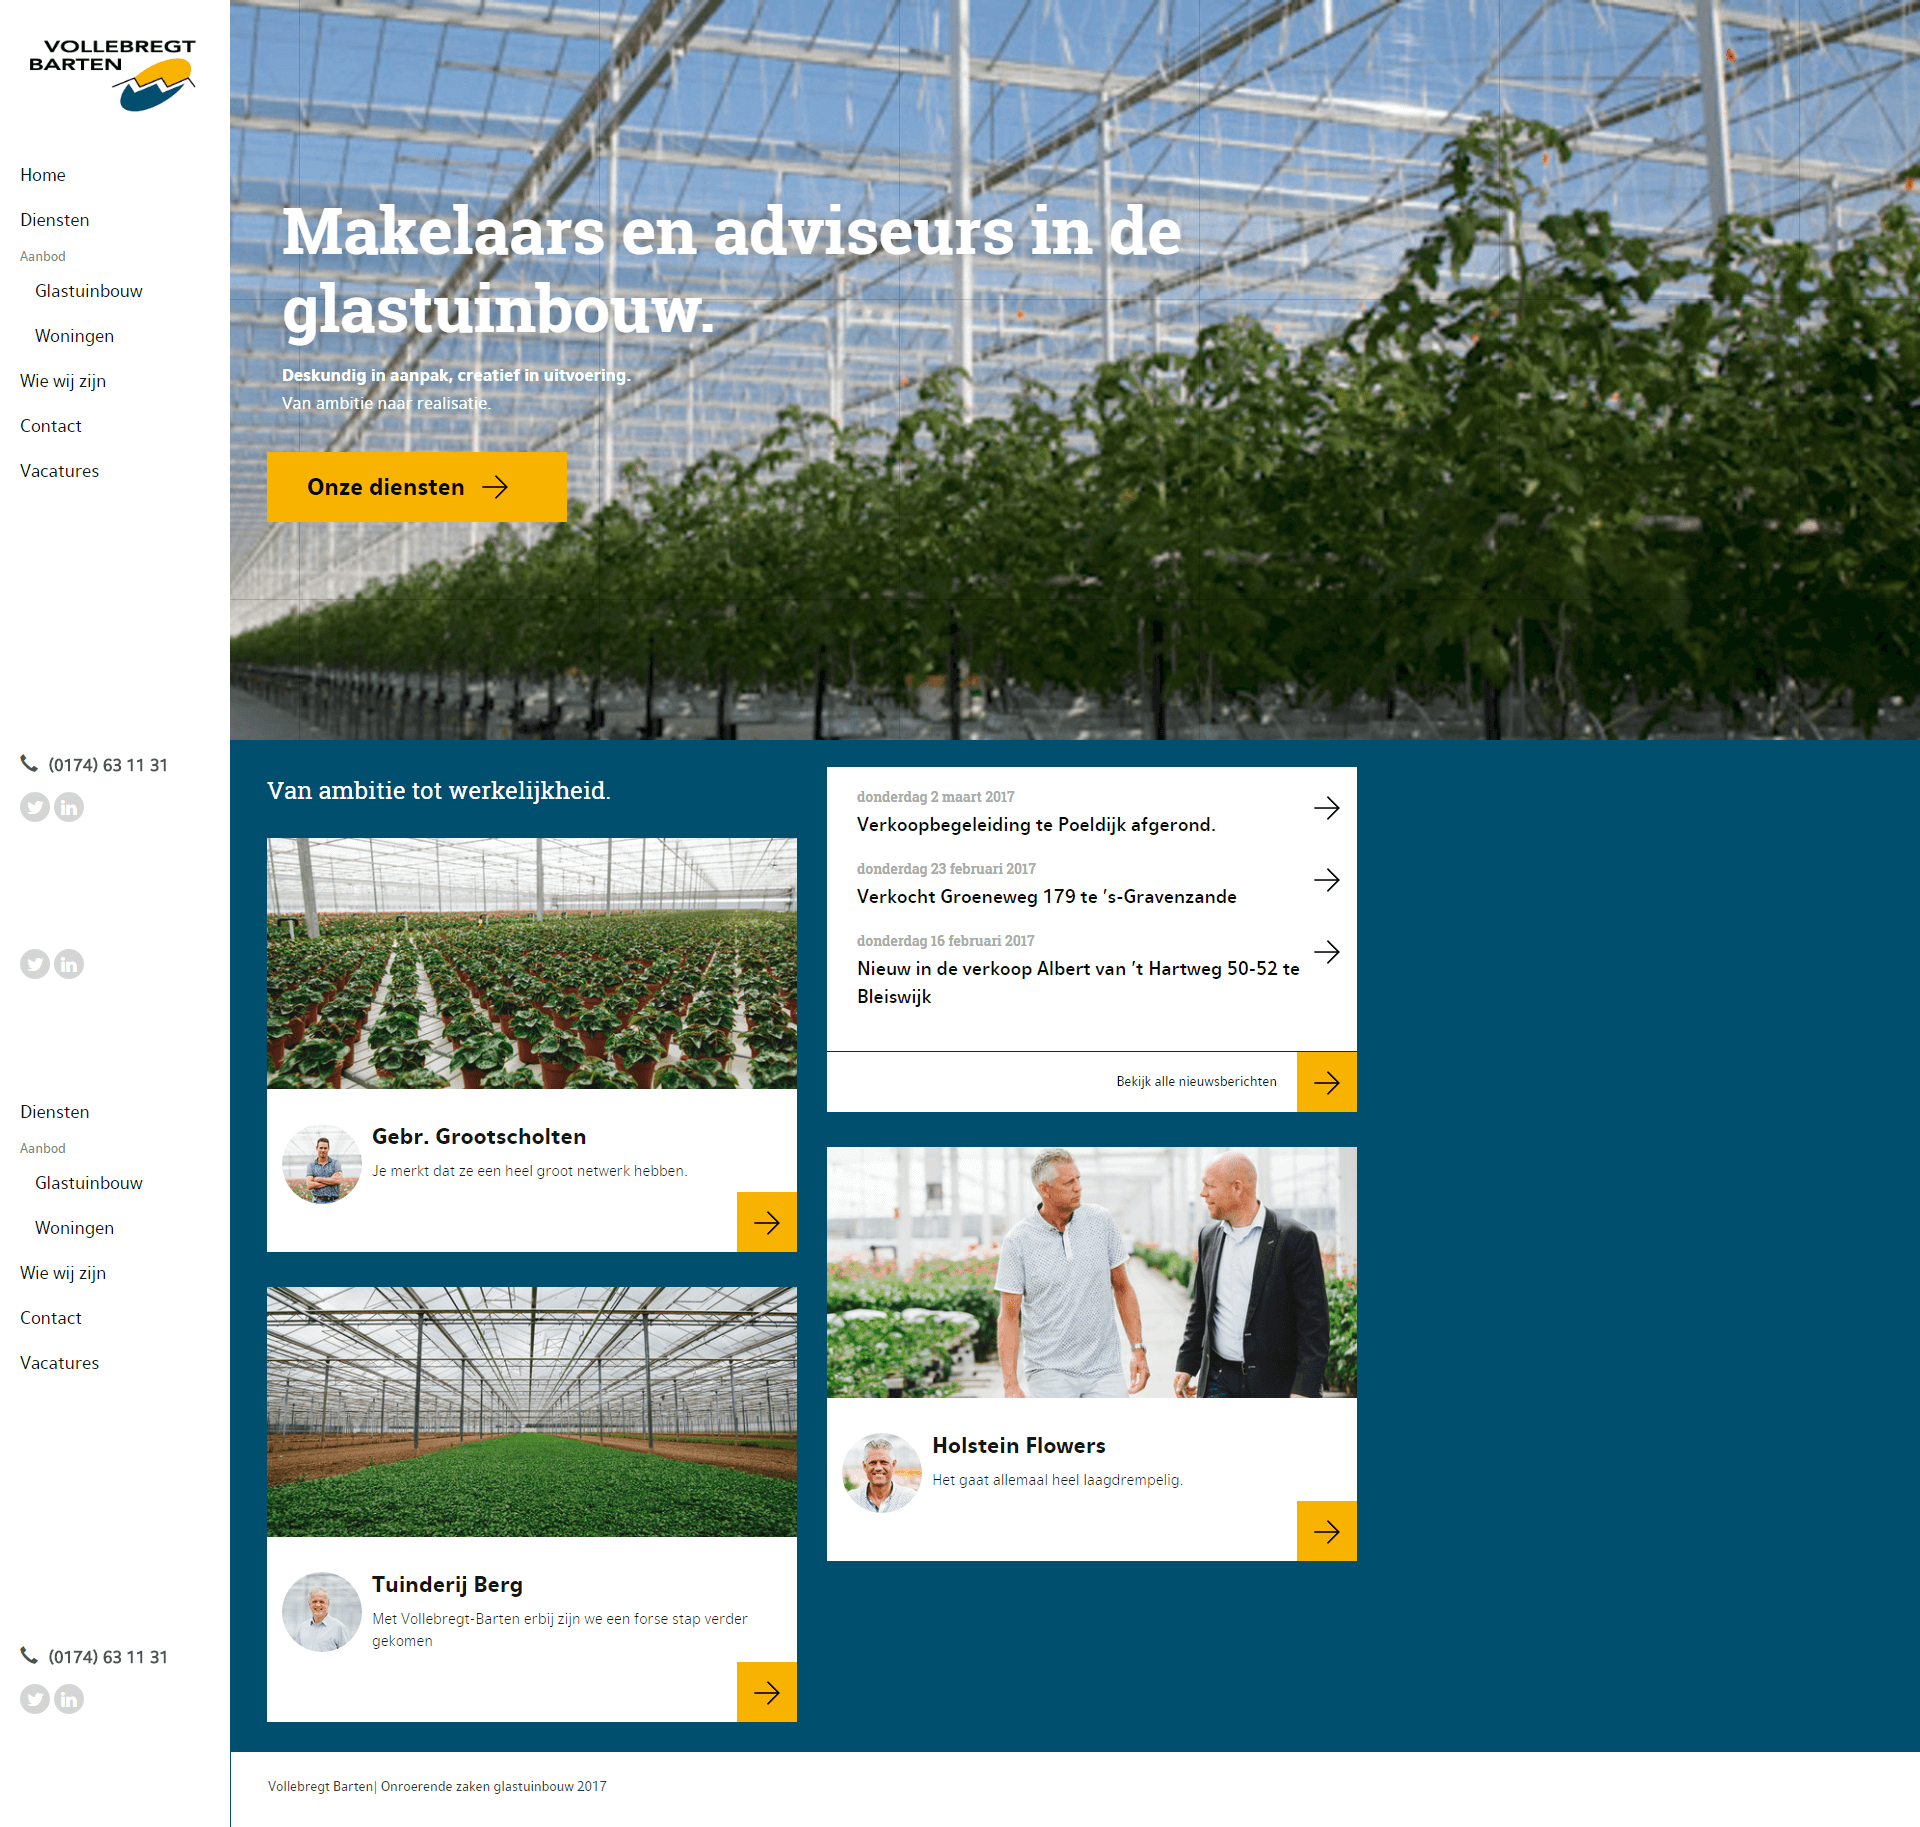 VOLLEBREGT
BARTEN
Home
Diensten
Aanbod
Glastuinbouw
Woningen
Wie wij zijn
Contact
Vacatures
(0174) 63 11 31
Diensten
Aanbod
Glastuinbouw
Woningen
Wie wij zijn
Contact
Vacatures
(0174) 63 11 31
Makelaars en adviseurs in de
glastuinbouw.
Deskundig in aanpak, creatief in uitvoering.
Van ambitie naar realisatie.
Onze diensten
Van ambitie tot werkelijkheid.
Gebr. Grootscholten
Je merkt dat ze een heel groot netwerk hebben.
Tuinderij Berg
Met Vollebregt-Barten erbij zijn we een forse stap verder
gekomen
donderdag 2 maart 2017
Verkoopbegeleiding te Poeldijk afgerond.
donderdag 23 februari 2017
Verkocht Groeneweg 179 te ’s-Gravenzande
donderdag 16 februari 2017
Nieuw in de verkoop Albert van ’t Hartweg 50-52 te
Bleiswijk
Bekijk alle nieuwsberichten
Holstein Flowers
Het gaat allemaal heel laagdrempelig.
Vollebregt Barten| Onroerende zaken glastuinbouw 2017